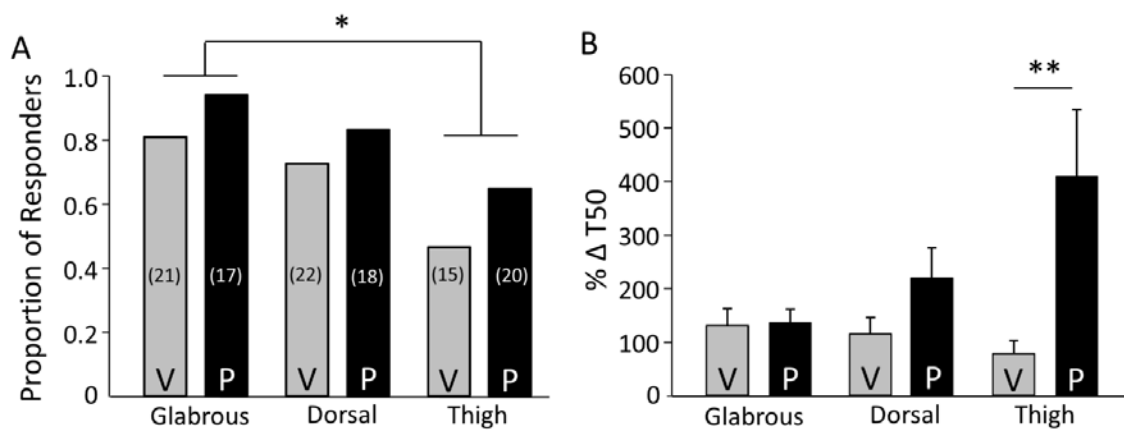 A
*
Proportion of Responders
1.0
0.8
0.6
0.4
0.2
0
(21) (17) (22) (18) (15) (20)
V P V P V P
Glabrous Dorsal Thigh
B
**
% Δ T50
600
500
400
300
200
100
0
V P V P V P
Glabrous Dorsal Thigh